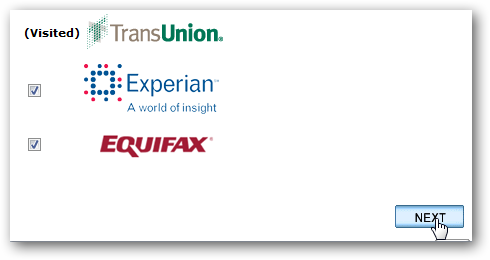 (Visited) TransUnion®
Experian™
A world of insight
EQUIFAX®
NEXT